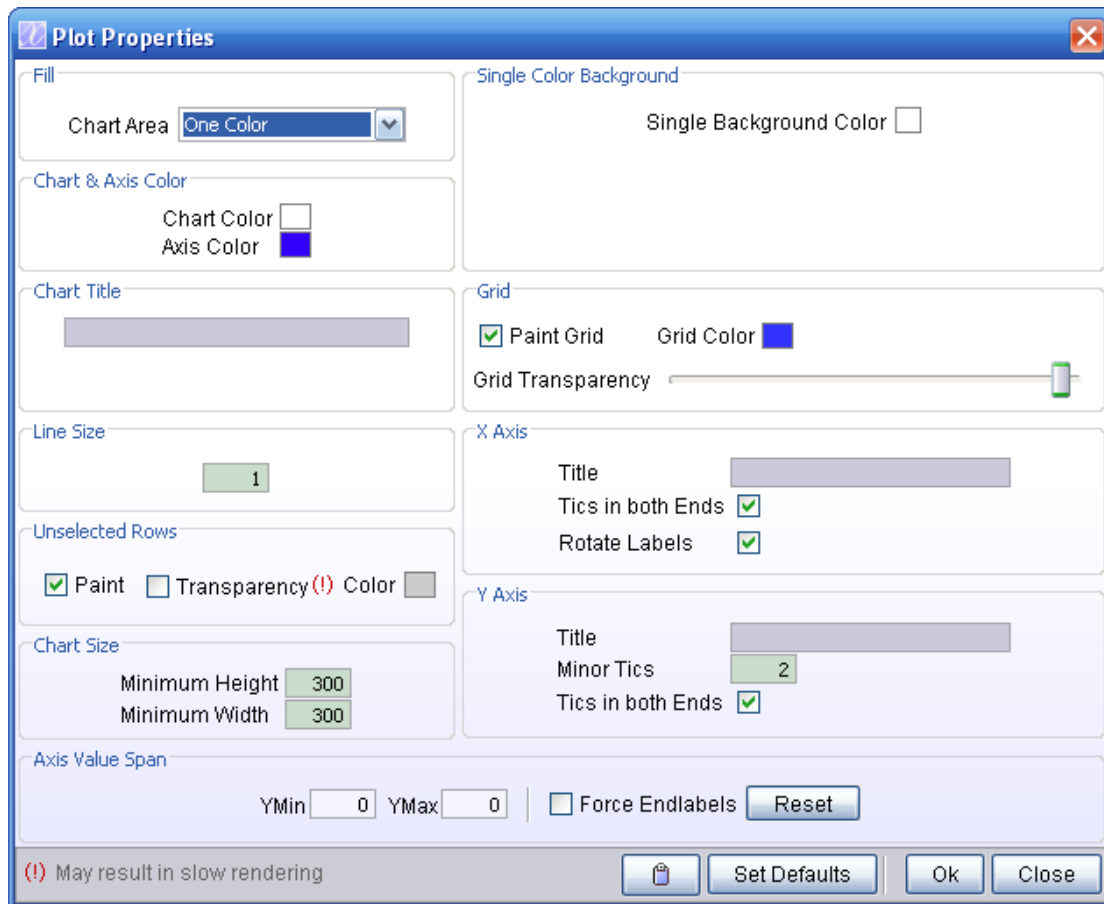 Plot Properties
Fill
Chart Area One Color
Single Color Background
Single Background Color
Chart & Axis Color
Chart Color
Axis Color
Chart Title
Grid
Paint Grid Grid Color
Grid Transparency
Line Size
1
X Axis
Title
Tics in both Ends
Rotate Labels
Unselected Rows
Paint Transparency (!) Color
Y Axis
Title
Minor Tics 2
Tics in both Ends
Chart Size
Minimum Height 300
Minimum Width 300
Axis Value Span
YMin 0 YMax 0 Force Endlabels Reset
(!) May result in slow rendering Set Defaults Ok Close